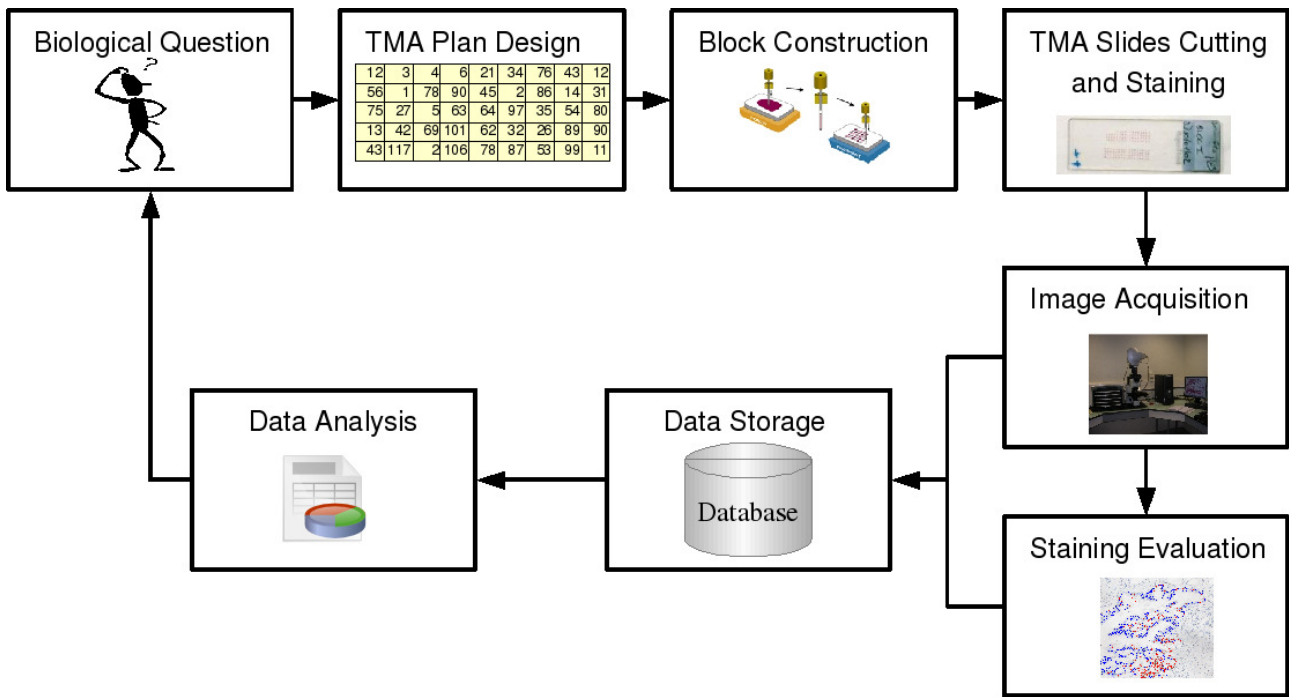 Biological Question
?
TMA Plan Design
12 3 4 6 21 34 76 43 12
56 1 78 90 45 2 86 14 31
75 27 5 63 64 97 35 54 80
13 42 69 101 62 32 26 89 90
43 117 2 106 78 87 53 99 11
Block Construction
TMA Slides Cutting
and Staining
Image Acquisition
Data Analysis
Data Storage
Database
Staining Evaluation